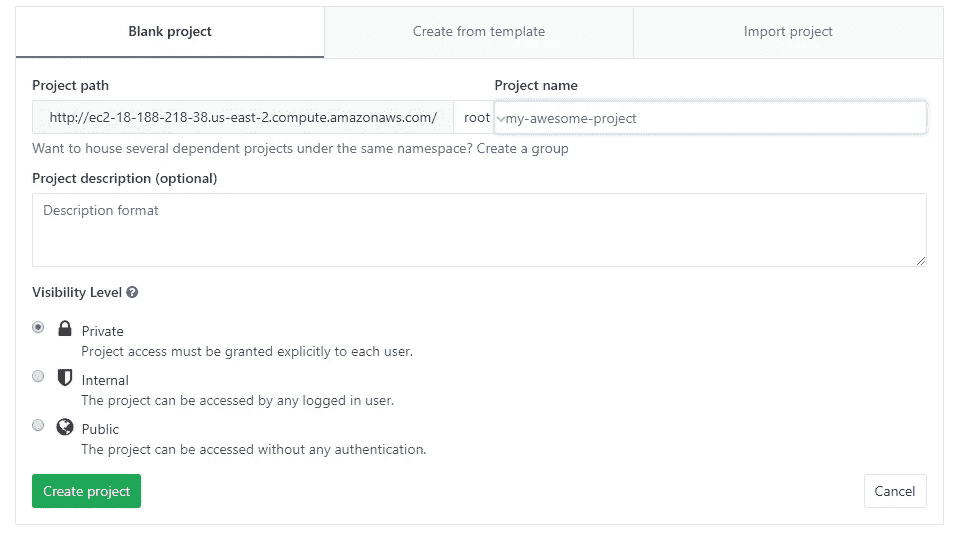 Blank project
Create from template
Import project
Project path
Project name
http://ec2-18-188-218-38.us-east-2.compute.amazonaws.com/
root
my-awesome-project
Want to house several dependent projects under the same namespace? Create a group
Project description (optional)
Description format
Visibility Level
Private
Project access must be granted explicitly to each user.
Internal
The project can be accessed by any logged in user.
Public
The project can be accessed without any authentication.
Create project
Cancel